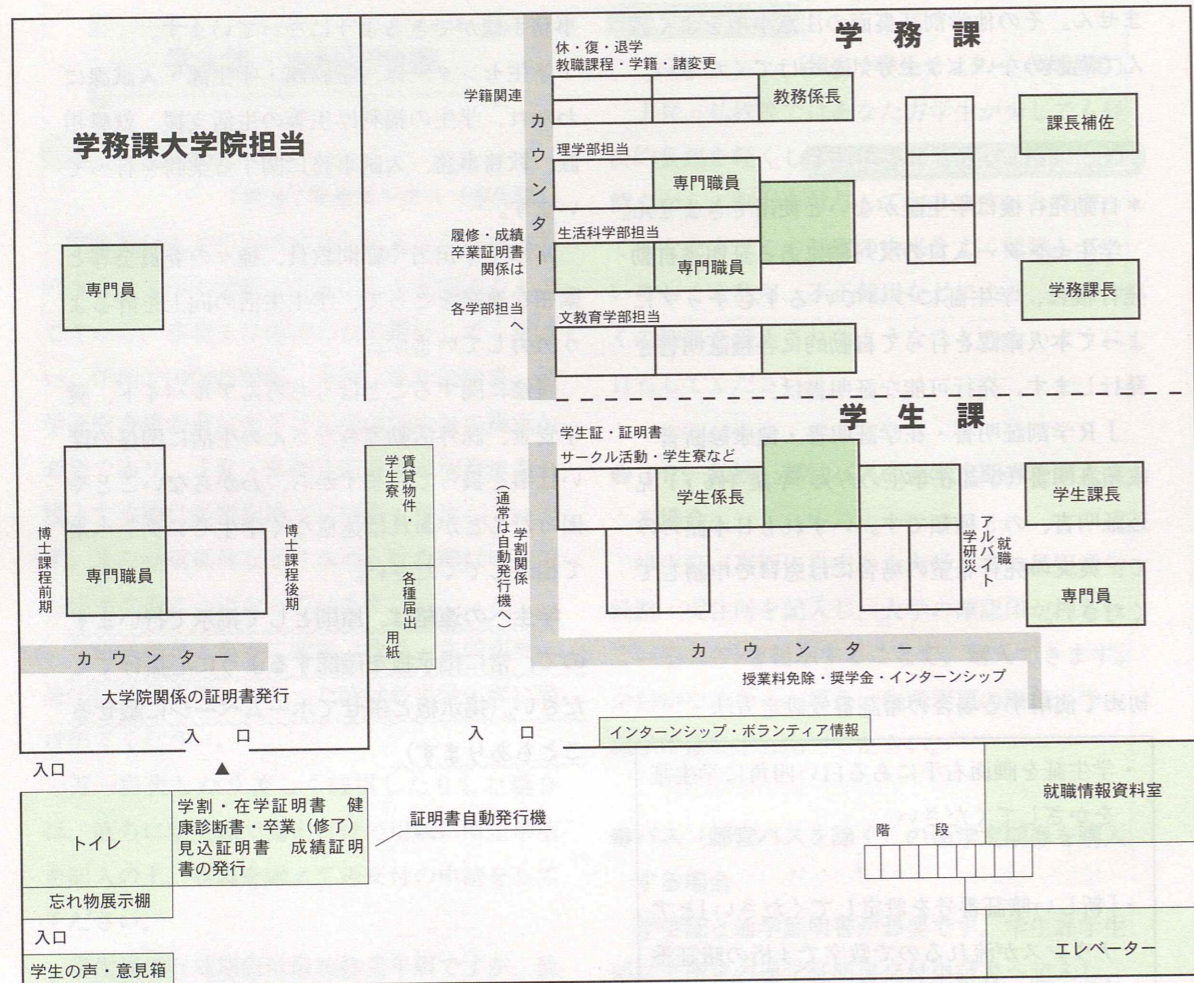 学務課
休・復・退学
教職課程・学籍・諸変更
学籍関連
教務係長
課長補佐
学務課大学院担当
カウンター
理学部担当
専門職員
生活科学部担当
履修・成績
卒業証明書
関係は
専門職員
専門員
学務課長
各学部担当
へ
文教育学部担当
学生課
学生証・証明書
サークル活動・学生寮など
賃貸物件
学生寮
学割関係
(通常は自動発行機へ)
学生係長
学生課長
就職
アルバイト
学研災
博士課程前期
専門職員
博士課程後期
各種届出
用紙
専門員
カウンター
カウンター
大学院関係の証明書発行
授業料免除・奨学金・インターンシップ
入口
入口
インターンシップ・ボランティア情報
入口
▲
就職情報資料室
学割・在学証明書 健
康診断書・卒業(修了)
見込証明書 成績証明
書の発行
証明書自動発行機
トイレ
階段
忘れ物展示棚
入口
エレベーター
学生の声・意見箱